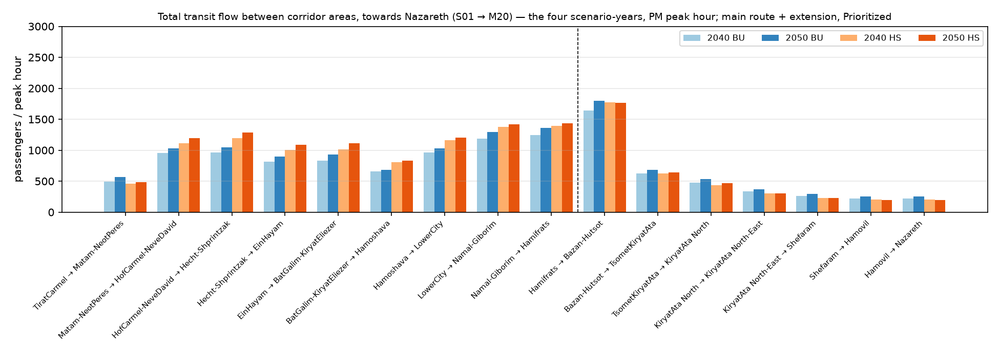 Total transit flow between corridor areas, towards Nazareth (S01 → M20) — the four scenario-years, PM peak hour; main route + extension, Prioritized
2040 BU
2050 BU
2040 HS
2050 HS
passengers / peak hour
3000
2500
2000
1500
1000
500
0
TiratCarmel → Matam-NeotPeres
Matam-NeotPeres → HofCarmel-NeveDavid
HofCarmel-NeveDavid → Hecht-Shprintzak
Hecht-Shprintzak → EinHayam
EinHayam → BatGalim-KiryatEliezer
BatGalim-KiryatEliezer → Hamoshava
Hamoshava → LowerCity
LowerCity → Namal-Giborim
Namal-Giborim → Hamifrats
Hamifrats → Bazan-Hutsot
Bazan-Hutsot → TsometKiryatAta
TsometKiryatAta → KiryatAta North
KiryatAta North → KiryatAta North-East
KiryatAta North-East → Shefaram
Shefaram → Hamovil
Hamovil → Nazareth